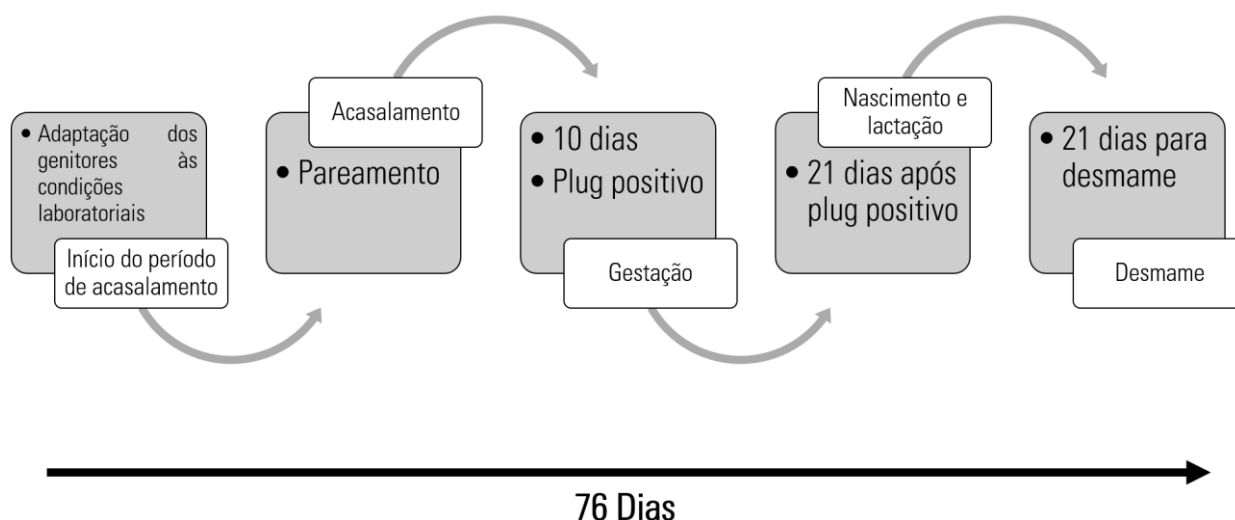 • Adaptação dos
genitores às
condições
laboratoriais
Início do período
de acasalamento
Acasalamento
• Pareamento
• 10 dias
• Plug positivo
Gestação
Nascimento e
lactação
• 21 dias após
plug positivo
• 21 dias para
desmame
Desmame
76 Dias